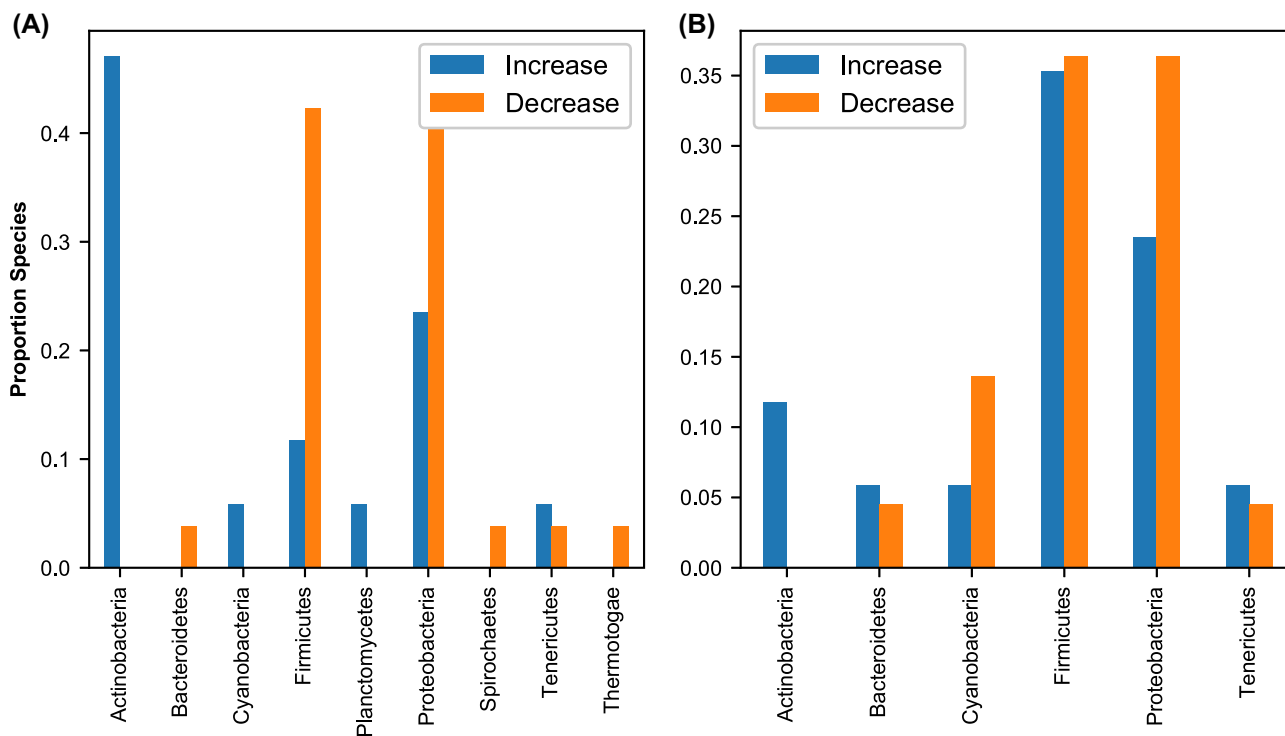 (A)
Increase
Decrease
Proportion Species
0.4
0.3
0.2
0.1
0.0
Actinobacteria
Bacteroidetes
Cyanobacteria
Firmicutes
Planctomycetes
Proteobacteria
Spirochaetes
Tenericutes
Thermotogae
(B)
Increase
Decrease
0.35
0.30
0.25
0.20
0.15
0.10
0.05
0.00
Actinobacteria
Bacteroidetes
Cyanobacteria
Firmicutes
Proteobacteria
Tenericutes